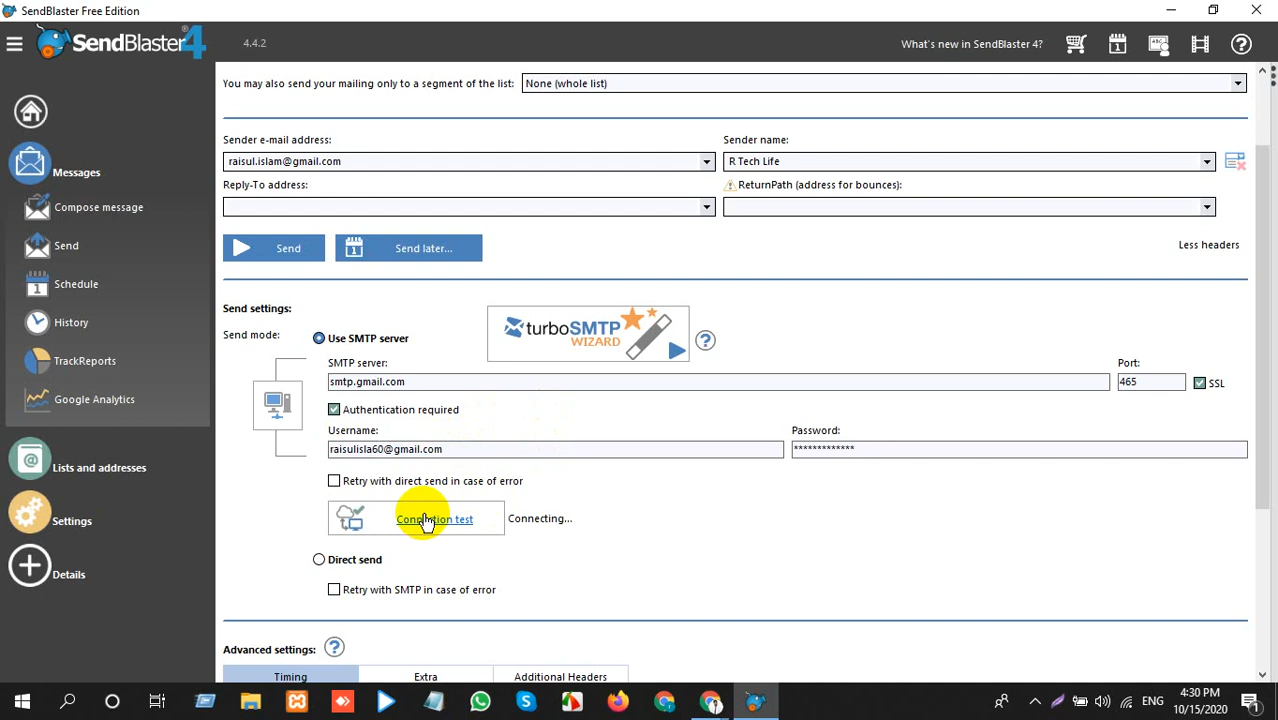 SendBlaster Free Edition
SendBlaster 4
4.4.2
What's new in SendBlaster 4?
You may also send your mailing only to a segment of the list:
None (whole list)
Sender e-mail address:
Sender name:
raisul.islam@gmail.com
R Tech Life
Reply-To address:
ReturnPath (address for bounces):
Messages
Compose message
Send
Schedule
History
TrackReports
Google Analytics
Lists and addresses
Settings
Details
Send
Send later...
Less headers
Send settings:
Send mode:
Use SMTP server
turboSMTP
WIZARD
SMTP server:
Port:
smtp.gmail.com
465
SSL
Authentication required
Username:
Password:
raisulisla60@gmail.com
*************
Retry with direct send in case of error
Connection test
Connecting...
Direct send
Retry with SMTP in case of error
Advanced settings:
Timing
Extra
Additional Headers
ENG
4:30 PM
10/15/2020